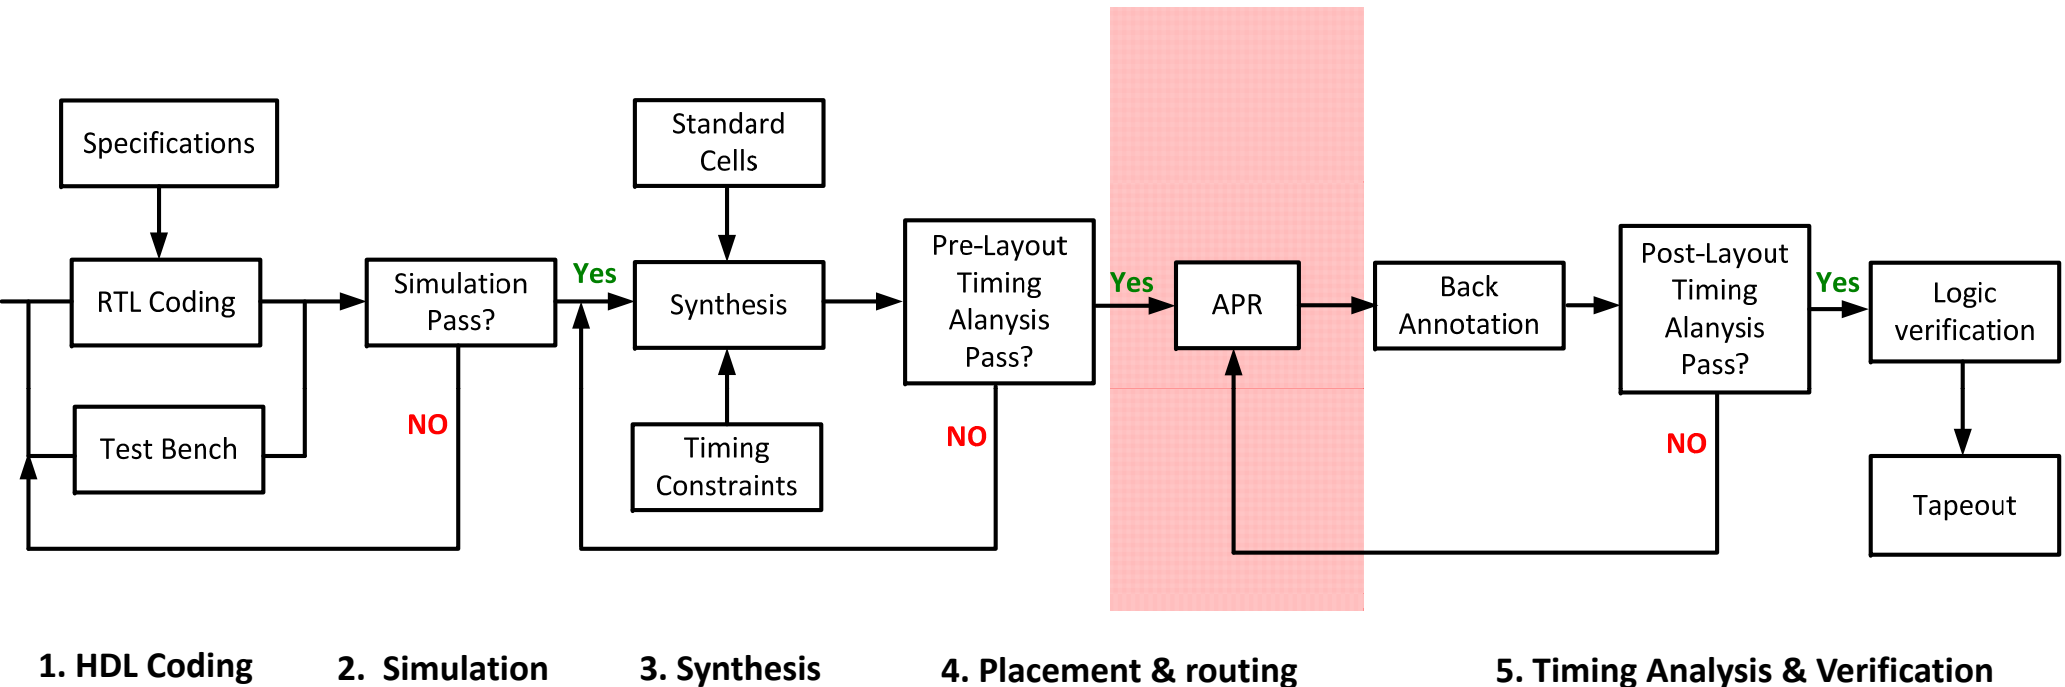 Specifications
RTL Coding
Test Bench
Simulation
Pass?
NO
Yes
Standard
Cells
Synthesis
Timing
Constraints
Pre-Layout
Timing
Alanysis
Pass?
NO
Yes
APR
Back
Annotation
Post-Layout
Timing
Alanysis
Pass?
NO
Yes
Logic
verification
Tapeout
1. HDL Coding
2. Simulation
3. Synthesis
4. Placement & routing
5. Timing Analysis & Verification